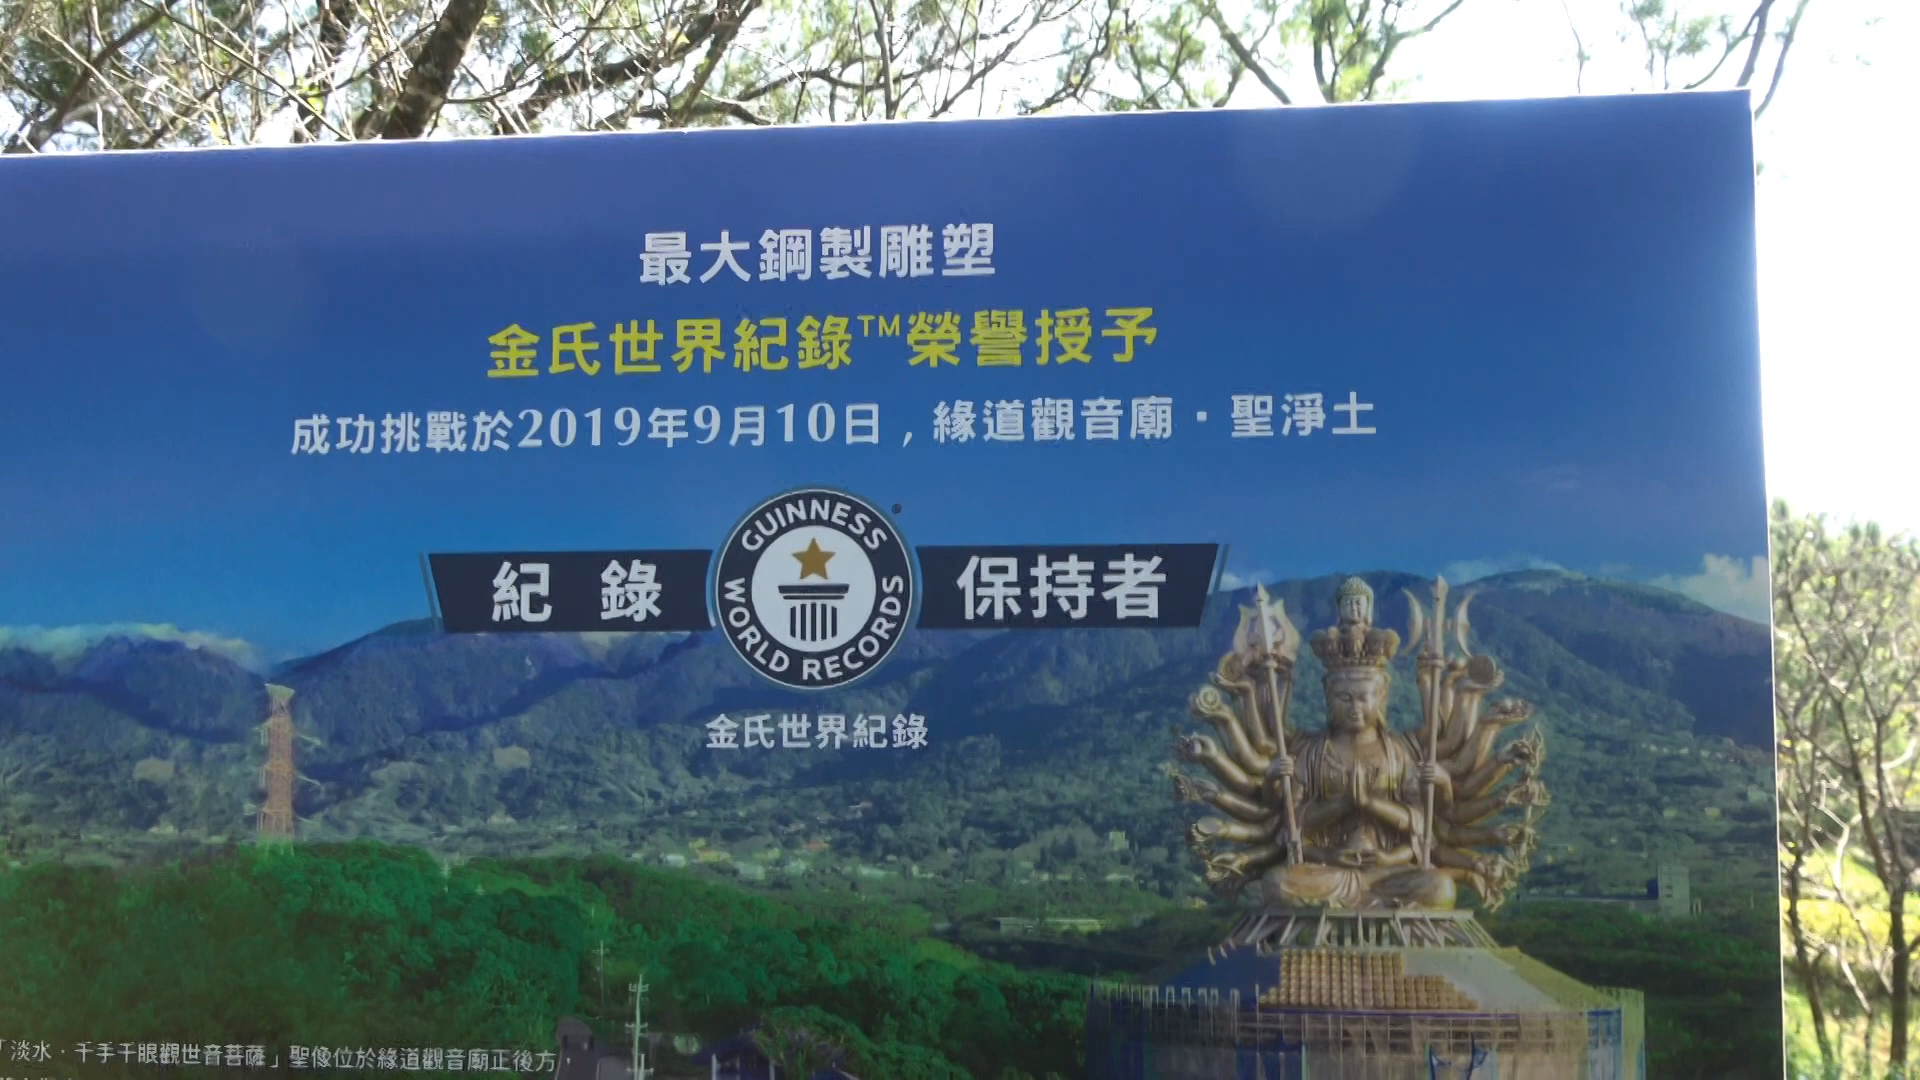 最大鋼製雕塑
金氏世界紀錄™榮譽授予
成功挑戰於2019年9月10日，緣道觀音廟・聖淨土
紀錄 GUINNESS WORLD RECORDS ® 保持者
金氏世界紀錄
「淡水・千手千眼觀世音菩薩」聖像位於緣道觀音廟正後方，